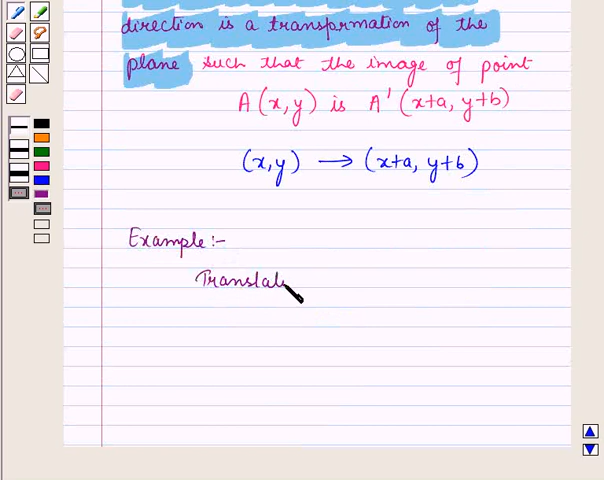 direction is a transformation of the
plane such that the image of point
A (x,y) is A' (x+a, y+b)
(x,y) → (x+a, y+b)
Example:-
Translat